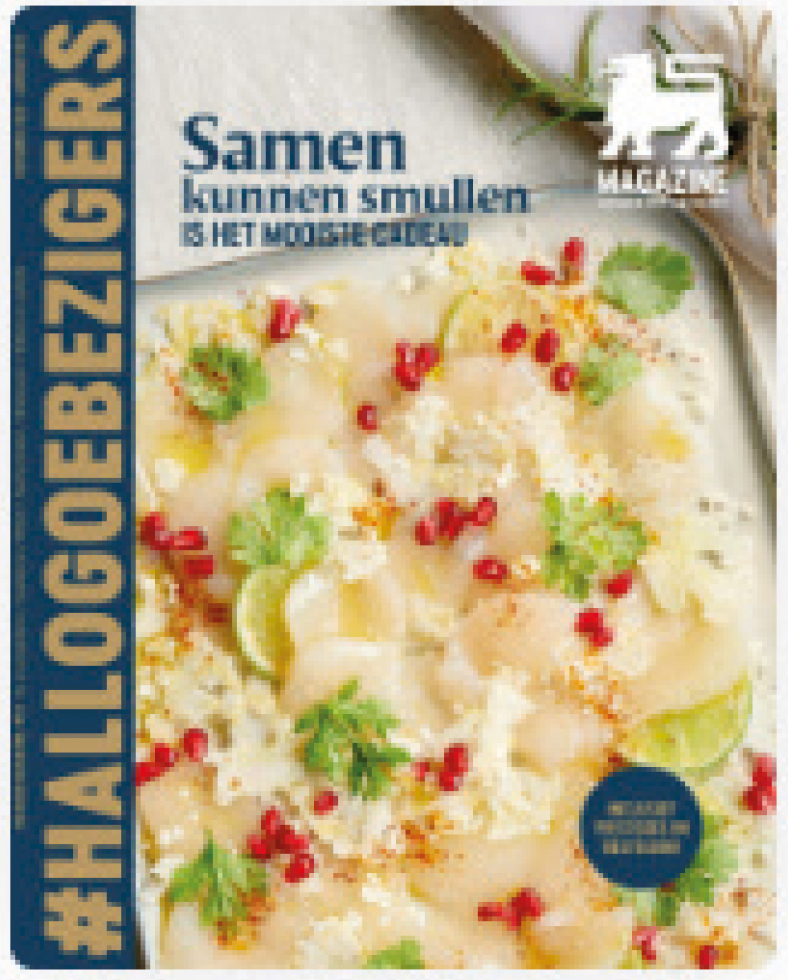 #HALLOGOEBEZIGERS
Samen
kunnen smullen
IS HET MOOISTE CADEAU
MAGAZINE